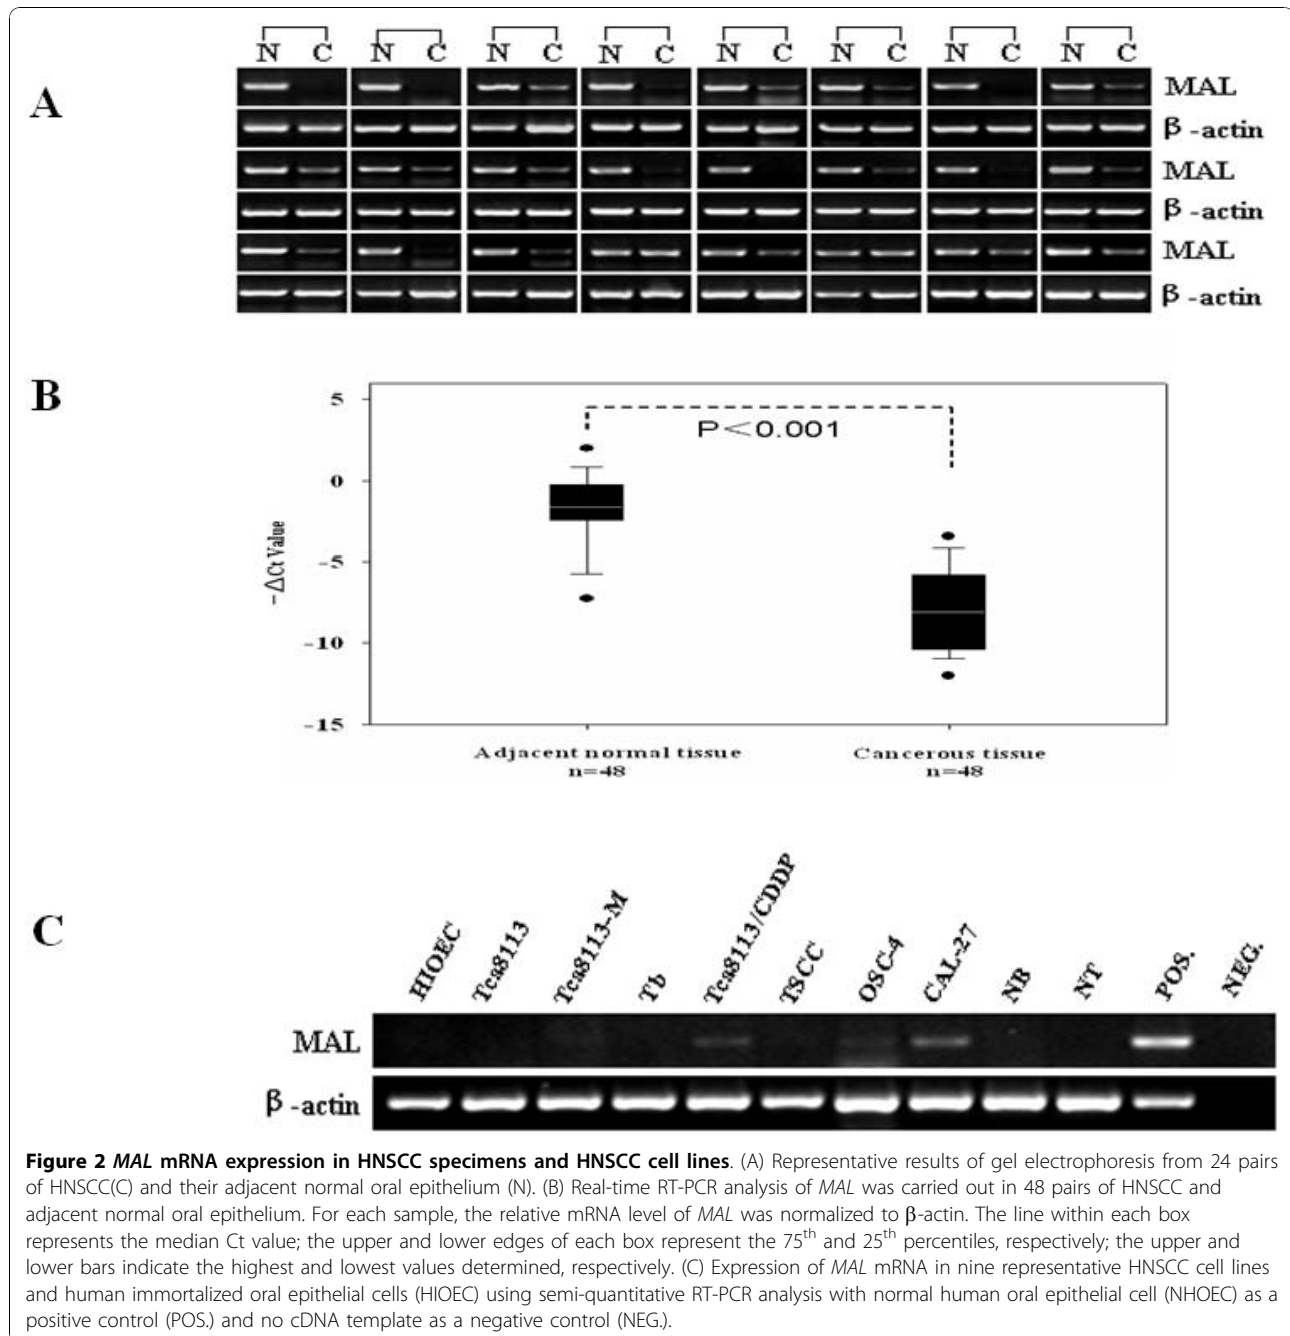 N C N C N C N C N C N C N C N C
A
MAL
β -actin
MAL
β -actin
MAL
β -actin
B
5
0
-5
-10
-15
-ΔCt Value
P<0.001
Adjacent normal tissue
n=48
Cancerous tissue
n=48
C
HIOEC Tca8113 Tca8113-M Tb Tca8113/CDDP TSCC OSC-4 CAL-27 NB NT POS. NEG.
MAL
β -actin
Figure 2 MAL mRNA expression in HNSCC specimens and HNSCC cell lines. (A) Representative results of gel electrophoresis from 24 pairs
of HNSCC(C) and their adjacent normal oral epithelium (N). (B) Real-time RT-PCR analysis of MAL was carried out in 48 pairs of HNSCC and
adjacent normal oral epithelium. For each sample, the relative mRNA level of MAL was normalized to β-actin. The line within each box
represents the median Ct value; the upper and lower edges of each box represent the 75th and 25th percentiles, respectively; the upper and
lower bars indicate the highest and lowest values determined, respectively. (C) Expression of MAL mRNA in nine representative HNSCC cell lines
and human immortalized oral epithelial cells (HIOEC) using semi-quantitative RT-PCR analysis with normal human oral epithelial cell (NHOEC) as a
positive control (POS.) and no cDNA template as a negative control (NEG.).